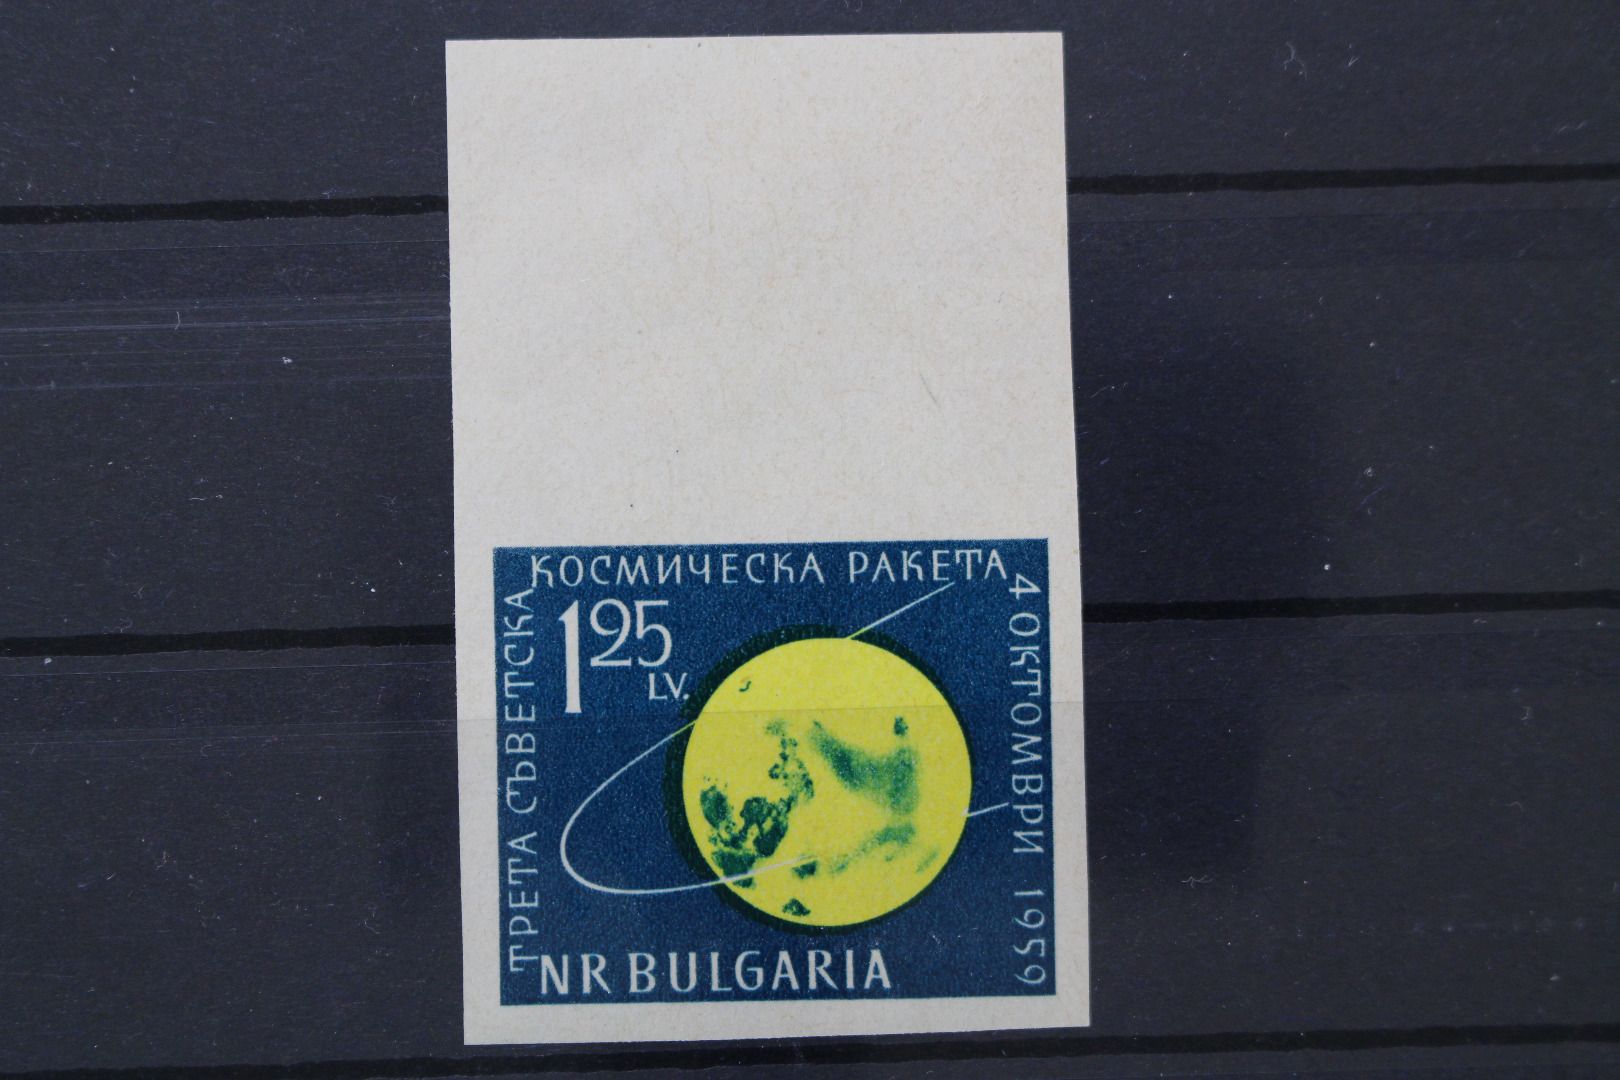 ТРЕТА СЪВЕТСКА
КОСМИЧЕСКА РАКЕТА
4 ОКТОМВРИ 1959
1 25
LV.
NR BULGARIA